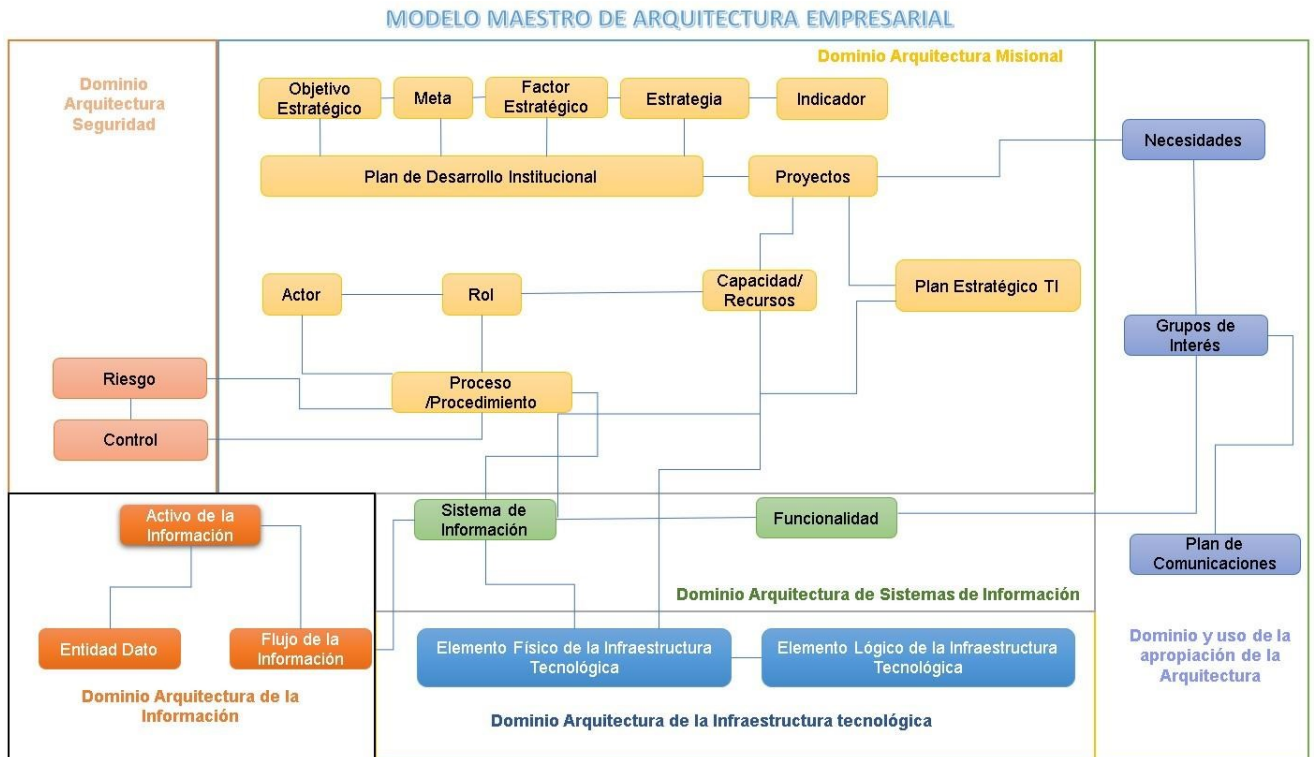 MODELO MAESTRO DE ARQUITECTURA EMPRESARIAL
Dominio
Arquitectura
Seguridad
Dominio Arquitectura Misional
Objetivo
Estratégico
Meta
Factor
Estratégico
Estrategia
Indicador
Necesidades
Plan de Desarrollo Institucional
Proyectos
Actor
Rol
Capacidad/
Recursos
Plan Estratégico TI
Grupos de
Interés
Riesgo
Proceso
/Procedimiento
Control
Activo de la
Información
Sistema de
Información
Funcionalidad
Plan de
Comunicaciones
Dominio Arquitectura de Sistemas de Información
Entidad Dato
Flujo de la
Información
Elemento Físico de la Infraestructura
Tecnológica
Elemento Lógico de la Infraestructura
Tecnológica
Dominio y uso de la
apropiación de la
Arquitectura
Dominio Arquitectura de la
Información
Dominio Arquitectura de la Infraestructura tecnológica